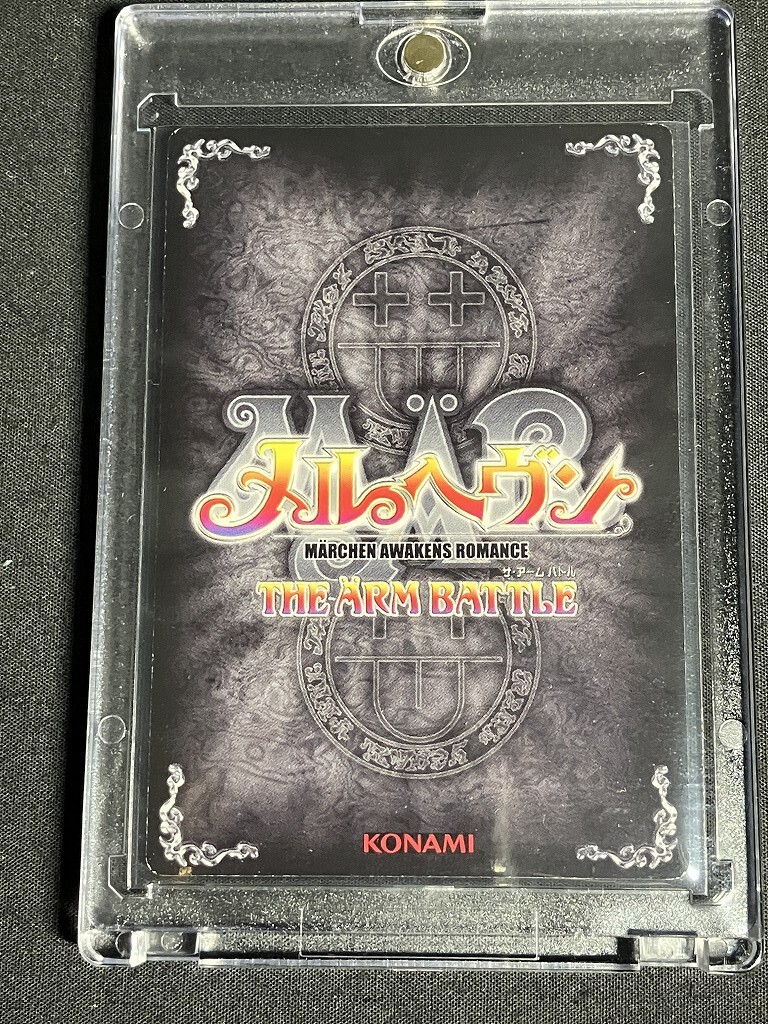 MÄR
メルヘヴン
MÄRCHEN AWAKENS ROMANCE
ザ・アーム バトル
THE ÄRM BATTLE
KONAMI